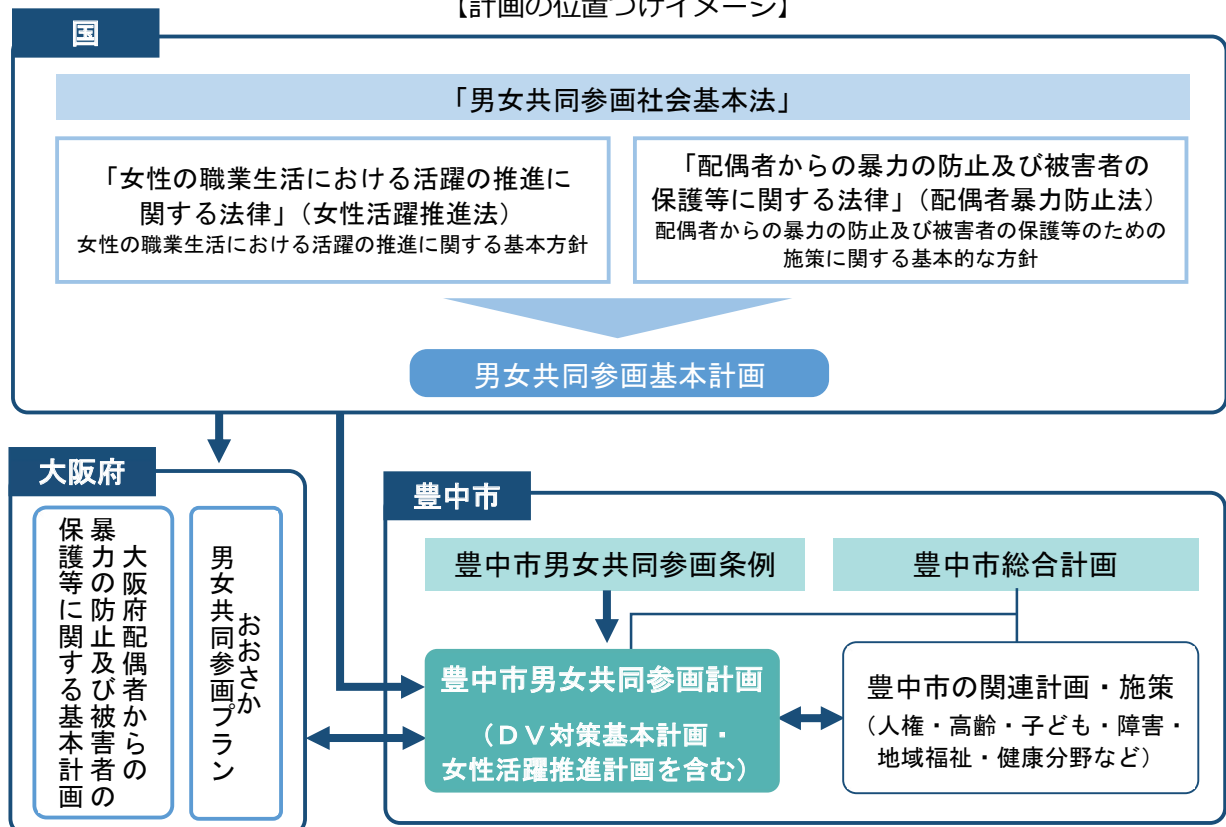 【計画の位置づけイメージ】
国
「男女共同参画社会基本法」
「女性の職業生活における活躍の推進に
関する法律」(女性活躍推進法)
女性の職業生活における活躍の推進に関する基本方針
「配偶者からの暴力の防止及び被害者の
保護等に関する法律」(配偶者暴力防止法)
配偶者からの暴力の防止及び被害者の保護等のための
施策に関する基本的な方針
男女共同参画基本計画
大阪府
大阪府配偶者からの
暴力の防止及び被害者の
保護等に関する基本計画
おおさか
男女共同参画プラン
豊中市
豊中市男女共同参画条例
豊中市総合計画
豊中市男女共同参画計画
(DV対策基本計画・
女性活躍推進計画を含む)
豊中市の関連計画・施策
(人権・高齢・子ども・障害・
地域福祉・健康分野など)